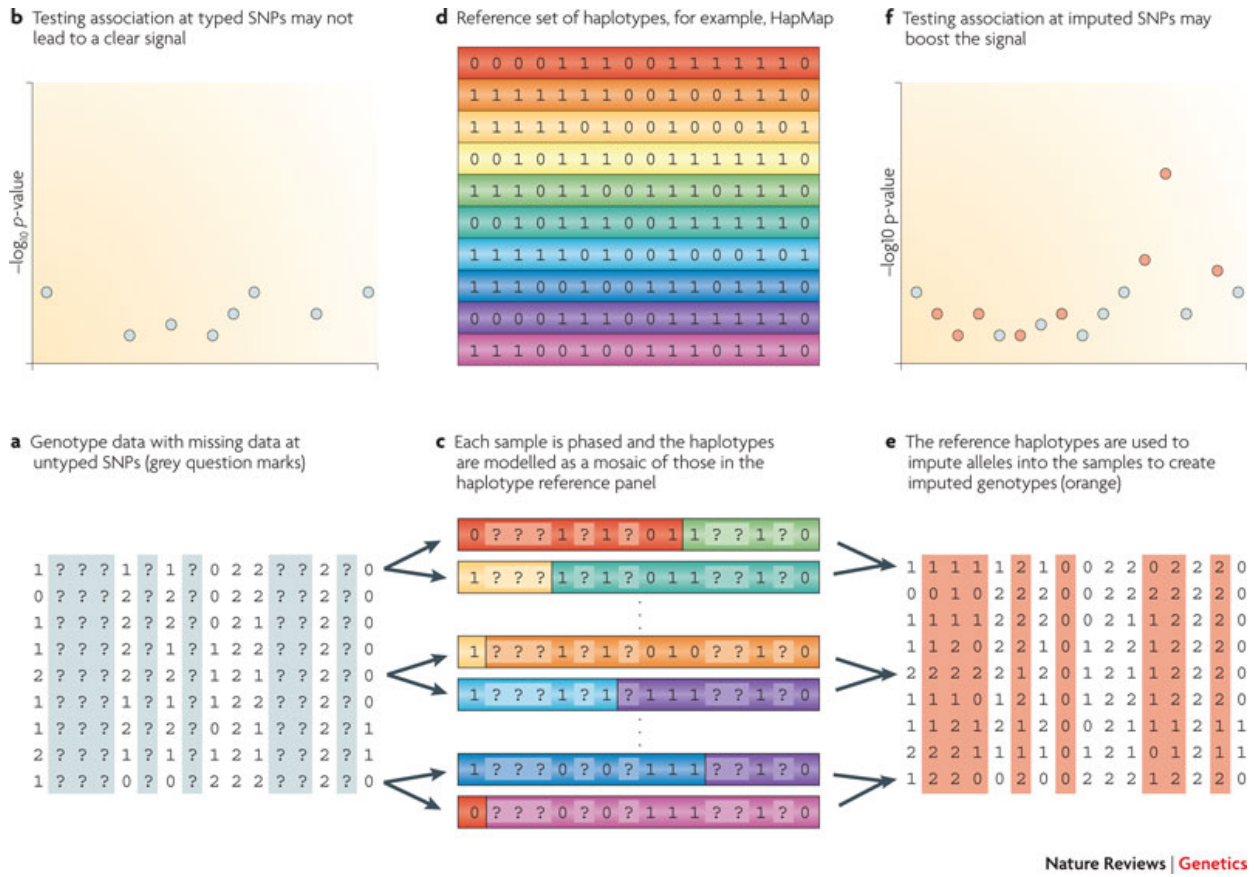 b Testing association at typed SNPs may not
lead to a clear signal
–log₁₀ p-value
d Reference set of haplotypes, for example, HapMap
0 0 0 0 1 1 1 0 0 1 1 1 1 1 1 0
1 1 1 1 1 1 1 0 0 1 0 0 1 1 1 0
1 1 1 1 1 0 1 0 0 1 0 0 0 1 0 1
0 0 1 0 1 1 1 0 0 1 1 1 1 1 1 0
1 1 1 0 1 1 0 0 1 1 1 0 1 1 1 0
0 0 1 0 1 1 1 0 0 1 1 1 1 1 1 0
1 1 1 1 1 0 1 0 0 1 0 0 0 1 0 1
1 1 1 0 0 1 0 0 1 1 1 0 1 1 1 0
0 0 0 0 1 1 1 0 0 1 1 1 1 1 1 0
1 1 1 0 0 1 0 0 1 1 1 0 1 1 1 0
f Testing association at imputed SNPs may
boost the signal
–log10 p-value
a Genotype data with missing data at
untyped SNPs (grey question marks)
1 ? ? ? 1 ? 1 ? 0 2 2 ? ? 2 ? 0
0 ? ? ? 2 ? 2 ? 0 2 2 ? ? 2 ? 0
1 ? ? ? 2 ? 2 ? 0 2 1 ? ? 2 ? 0
1 ? ? ? 2 ? 1 ? 1 2 2 ? ? 2 ? 0
2 ? ? ? 2 ? 2 ? 1 2 1 ? ? 2 ? 0
1 ? ? ? 1 ? 1 ? 1 2 2 ? ? 2 ? 0
1 ? ? ? 2 ? 2 ? 0 2 1 ? ? 2 ? 1
2 ? ? ? 1 ? 1 ? 1 2 1 ? ? 2 ? 1
1 ? ? ? 0 ? 0 ? 2 2 2 ? ? 2 ? 0
c Each sample is phased and the haplotypes
are modelled as a mosaic of those in the
haplotype reference panel
0 ? ? ? 1 ? 1 ? 0 1 1 ? ? 1 ? 0
1 ? ? ? 1 ? 1 ? 0 1 1 ? ? 1 ? 0
1 ? ? ? 1 ? 1 ? 0 1 0 ? ? 1 ? 0
1 ? ? ? 1 ? 1 ? 1 1 1 ? ? 1 ? 0
1 ? ? ? 0 ? 0 ? 1 1 1 ? ? 1 ? 0
0 ? ? ? 0 ? 0 ? 1 1 1 ? ? 1 ? 0
e The reference haplotypes are used to
impute alleles into the samples to create
imputed genotypes (orange)
1 1 1 1 1 2 1 0 0 2 2 0 2 2 2 0
0 0 1 0 2 2 2 0 0 2 2 2 2 2 2 0
1 1 1 1 2 2 2 0 0 2 1 1 2 2 2 0
1 1 2 0 2 2 1 0 1 2 2 1 2 2 2 0
2 2 2 2 2 1 2 0 1 2 1 1 2 2 2 0
1 1 1 0 1 2 1 0 1 2 2 1 2 2 2 0
1 1 2 1 2 1 2 0 0 2 1 1 1 2 1 1
2 2 2 1 1 1 1 0 1 2 1 0 1 2 1 1
1 2 2 0 0 2 0 0 2 2 2 1 2 2 2 0
Nature Reviews | Genetics